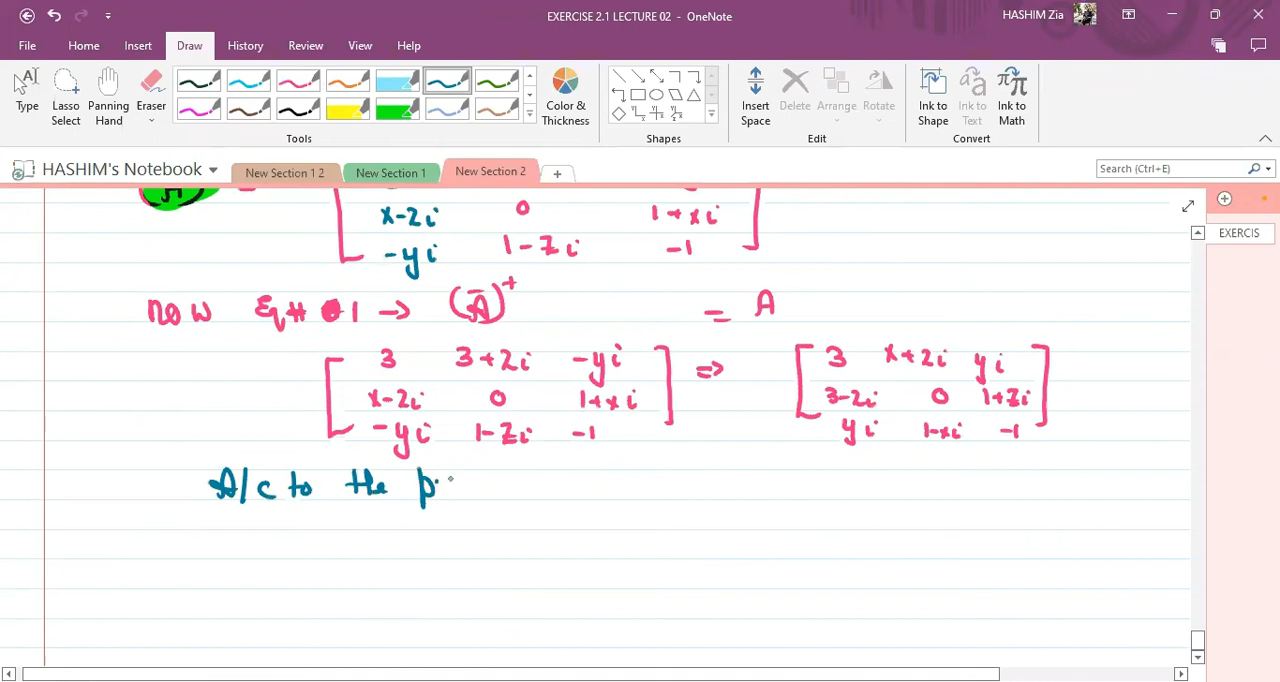 EXERCISE 2.1 LECTURE 02 - OneNote
HASHIM Zia
File Home Insert Draw History Review View Help
Type
Lasso Select
Panning Hand
Eraser
Color & Thickness
Insert Space
Delete
Arrange
Rotate
Ink to Shape
Ink to Text
Ink to Math
Tools
Shapes
Edit
Convert
HASHIM's Notebook
New Section 1 2
New Section 1
New Section 2
Search (Ctrl+E)
EXERCIS
x-2i 0 1+xi
-yi 1-zi -1
now Eq# 1 → (Ā)ᵗ = A
3 3+2i -yi ⇒ 3 x+2i yi
x-2i 0 1+xi 3-2i 0 1+zi
-yi 1-zi -1 yi 1-xi -1
A/c to the p